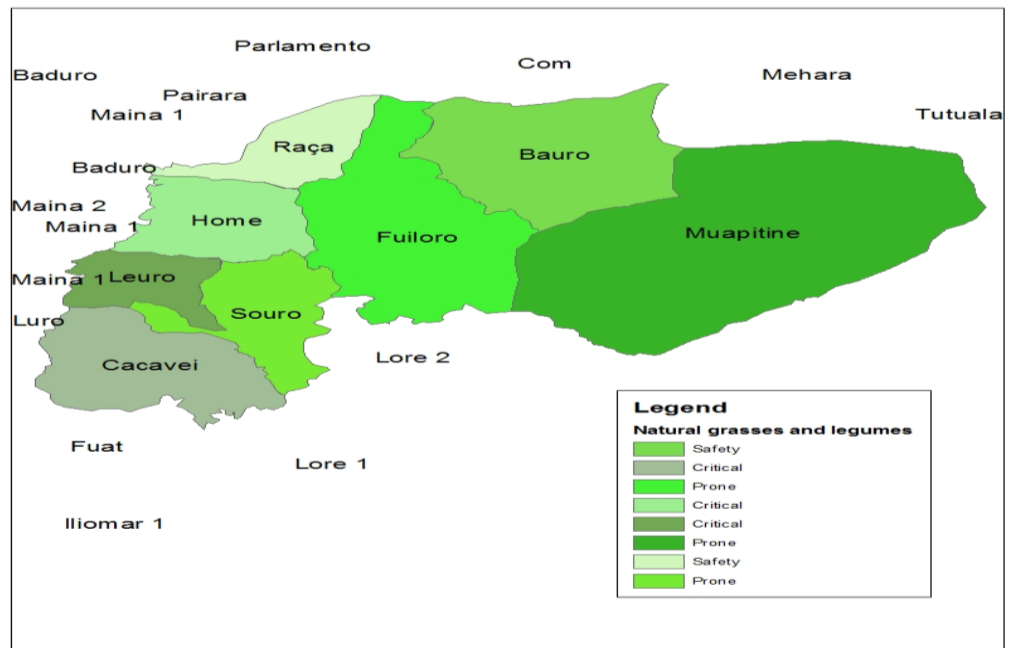 Parlamento
Com
Baduro
Mehara
Pairara
Maina 1
Tutuala
Raça
Bauro
Baduro
Maina 2
Home
Maina 1
Fuiloro
Muapitine
Maina 1
Leuro
Souro
Luro
Lore 2
Cacavei
Fuat
Lore 1
Iliomar 1
Legend
Natural grasses and legumes
Safety
Critical
Prone
Critical
Critical
Prone
Safety
Prone